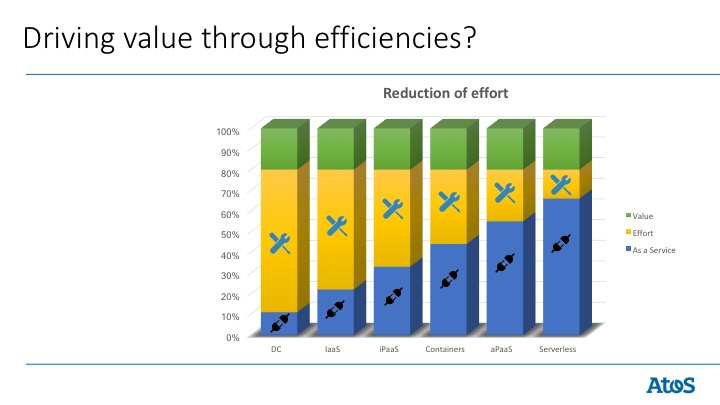 Driving value through efficiencies?
Reduction of effort
100%
90%
80%
70%
60%
50%
40%
30%
20%
10%
0%
DC
IaaS
iPaaS
Containers
aPaaS
Serverless
Value
Effort
As a Service
Atos